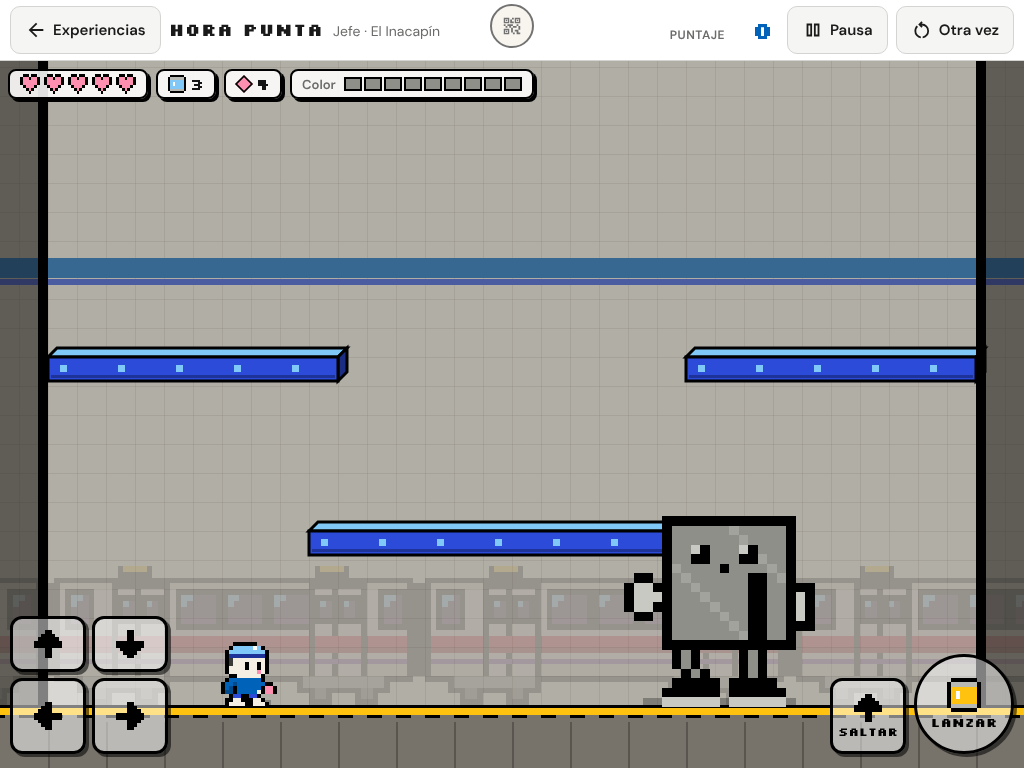 Experiencias
HORA PUNTA
Jefe · El Inacapín
PUNTAJE
0
Pausa
Otra vez
3
4
Color
SALTAR
LANZAR